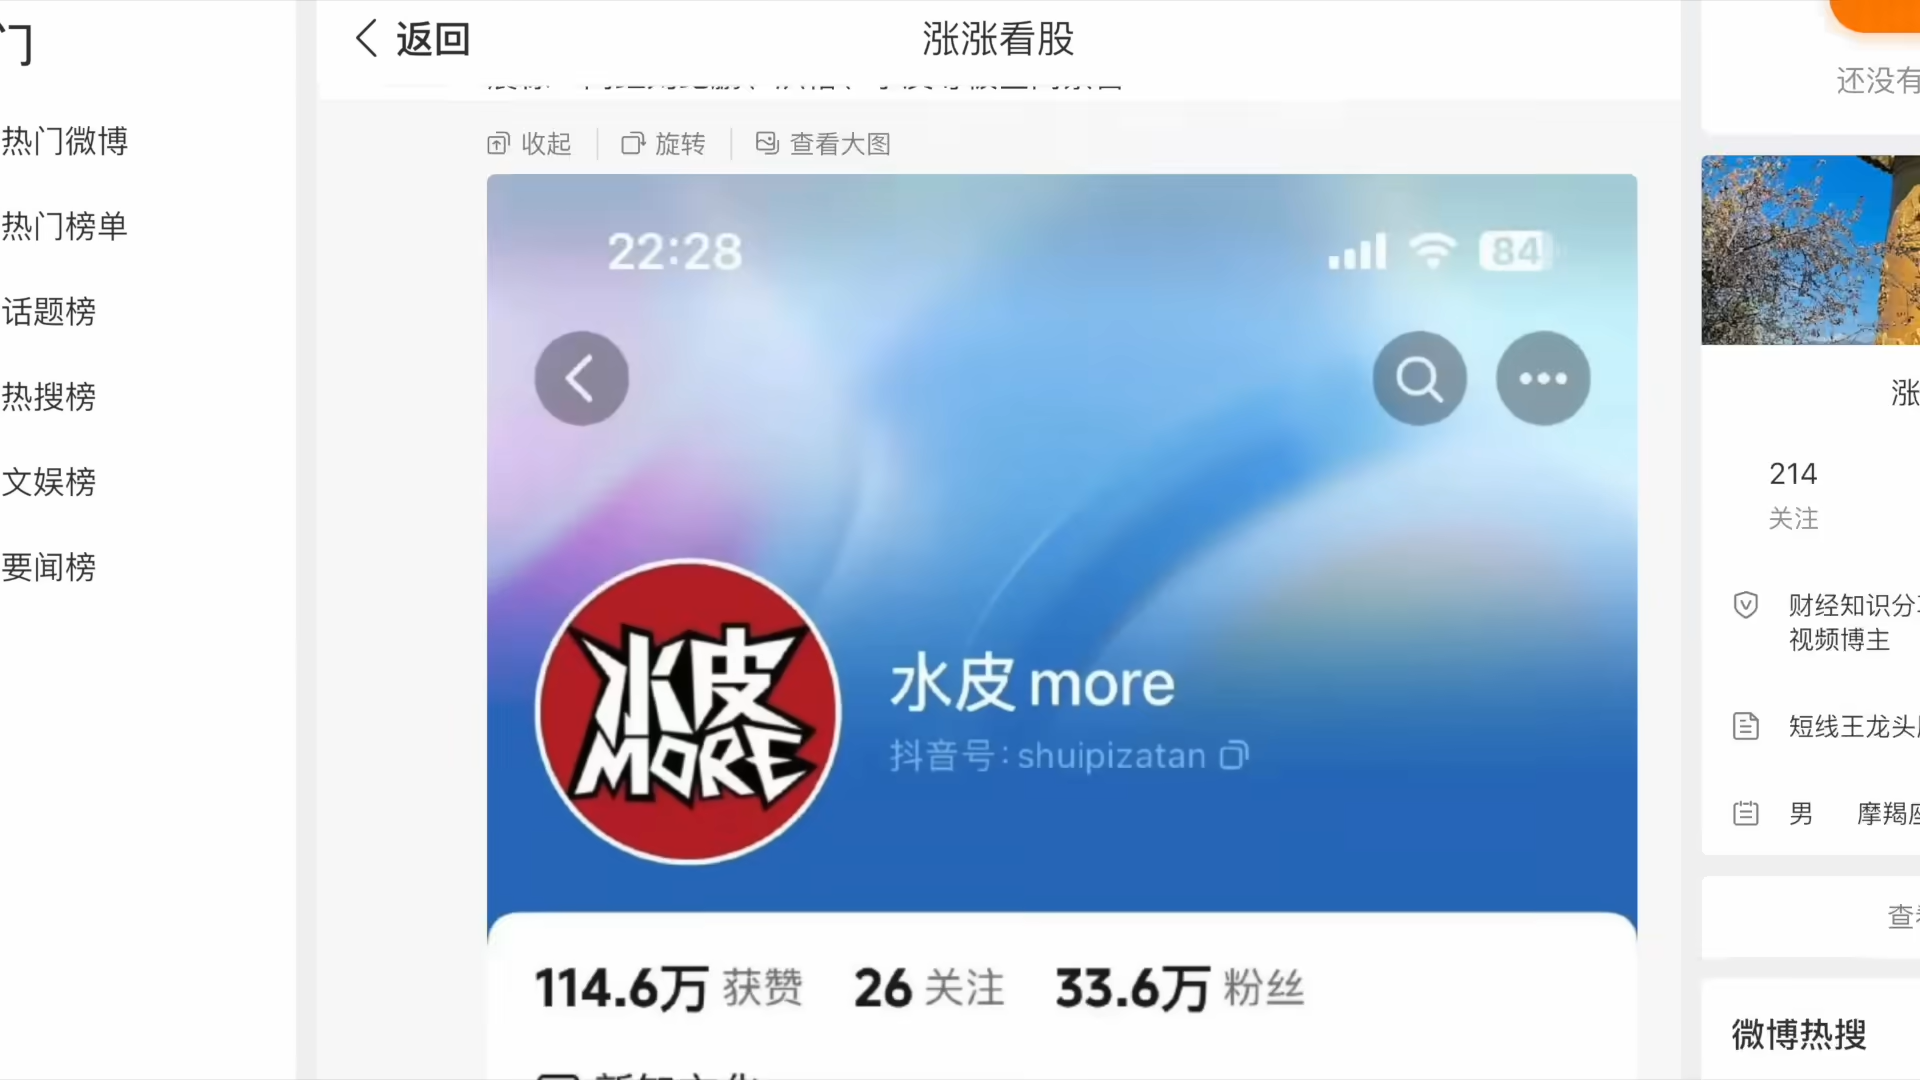 门
热门微博
热门榜单
话题榜
热搜榜
文娱榜
要闻榜
返回
涨涨看股
收起
旋转
查看大图
22:28
84
水皮
MORE
水皮more
抖音号:shuipizatan
114.6万 获赞 26 关注 33.6万 粉丝
还没有
涨
214
关注
财经知识分
视频博主
短线王龙头
男 摩羯
查
微博热搜